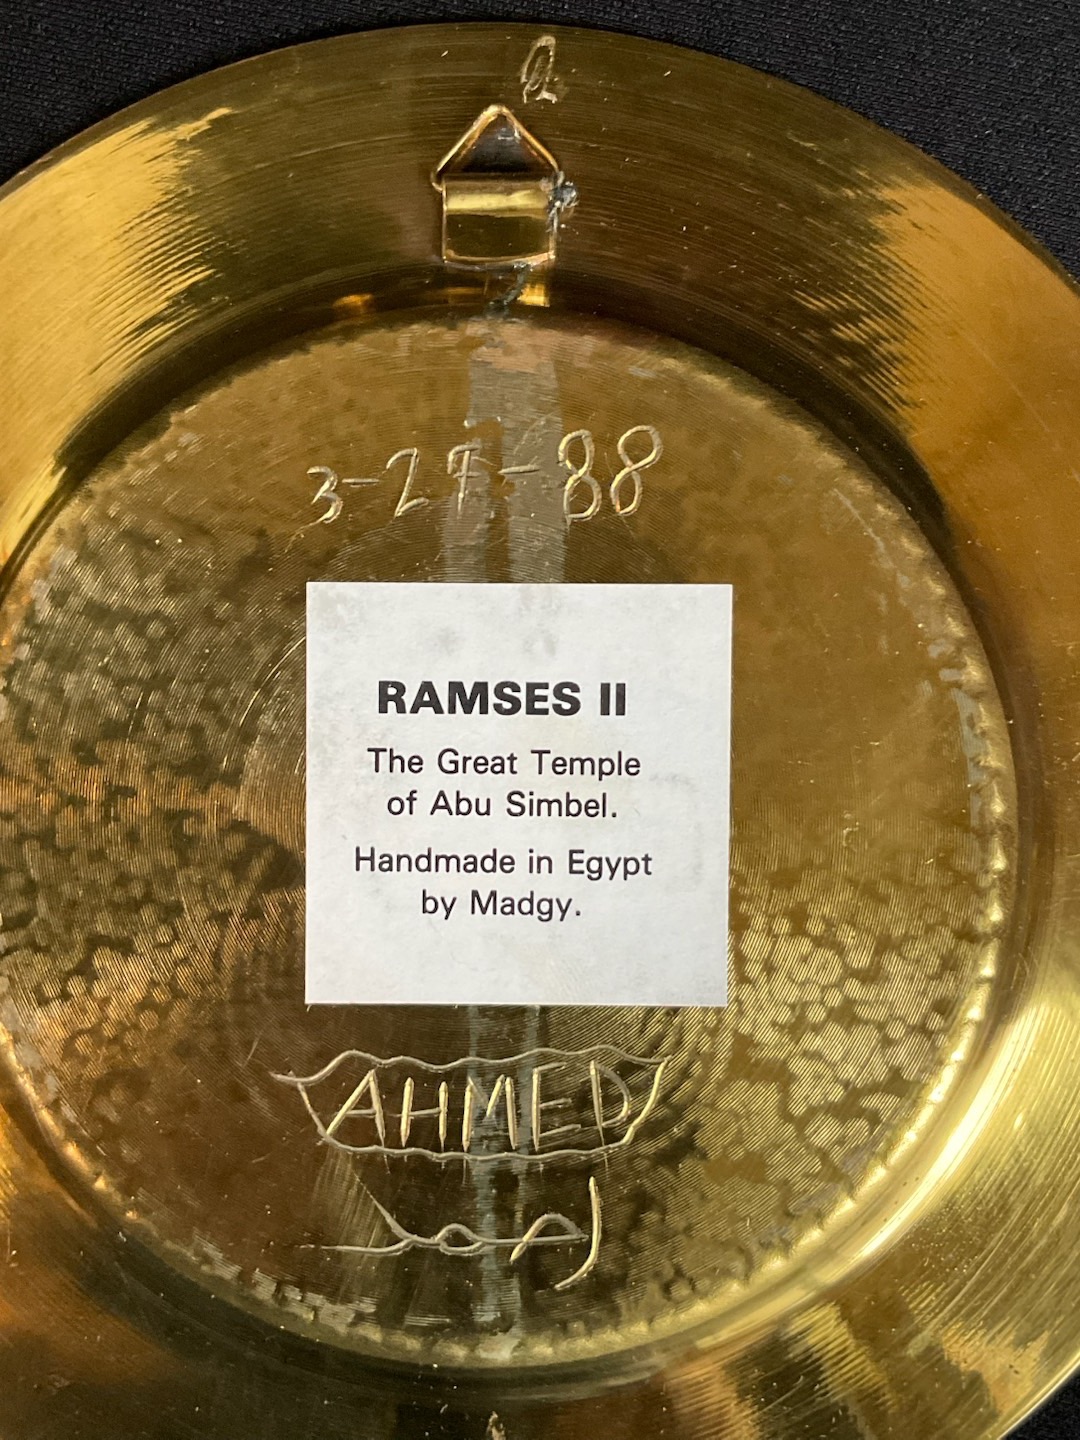 3-27-88
RAMSES II
The Great Temple
of Abu Simbel.
Handmade in Egypt
by Madgy.
AHMED
احمد